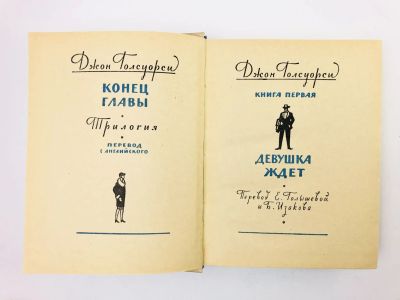 Джон Голсуорси
КОНЕЦ
ГЛАВЫ
Трилогия
ПЕРЕВОД
С АНГЛИЙСКОГО
Джон Голсуорси
КНИГА ПЕРВАЯ
ДЕВУШКА
ЖДЕТ
Перевод Е. Голышевой
и Б. Изакова